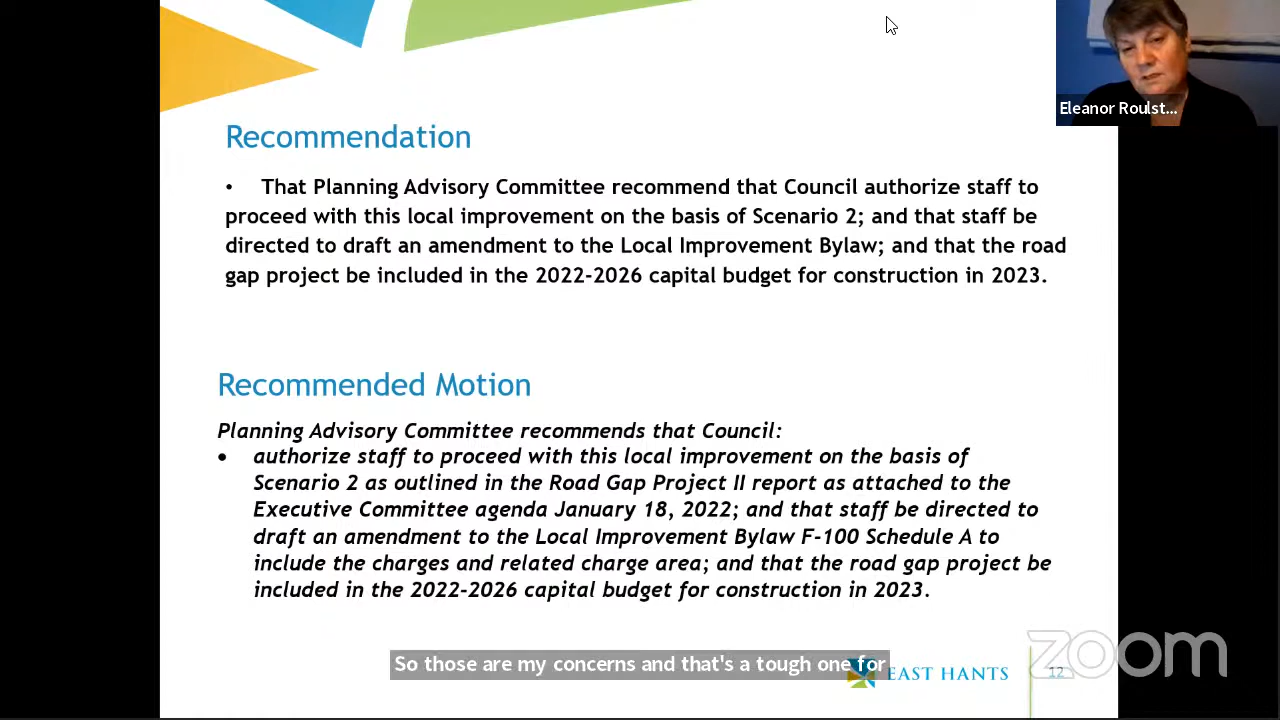 Eleanor Roulst...
Recommendation
• That Planning Advisory Committee recommend that Council authorize staff to
proceed with this local improvement on the basis of Scenario 2; and that staff be
directed to draft an amendment to the Local Improvement Bylaw; and that the road
gap project be included in the 2022-2026 capital budget for construction in 2023.
Recommended Motion
Planning Advisory Committee recommends that Council:
• authorize staff to proceed with this local improvement on the basis of
Scenario 2 as outlined in the Road Gap Project II report as attached to the
Executive Committee agenda January 18, 2022; and that staff be directed to
draft an amendment to the Local Improvement Bylaw F-100 Schedule A to
include the charges and related charge area; and that the road gap project be
included in the 2022-2026 capital budget for construction in 2023.
So those are my concerns and that's a tough one for
EAST HANTS
12
zoom